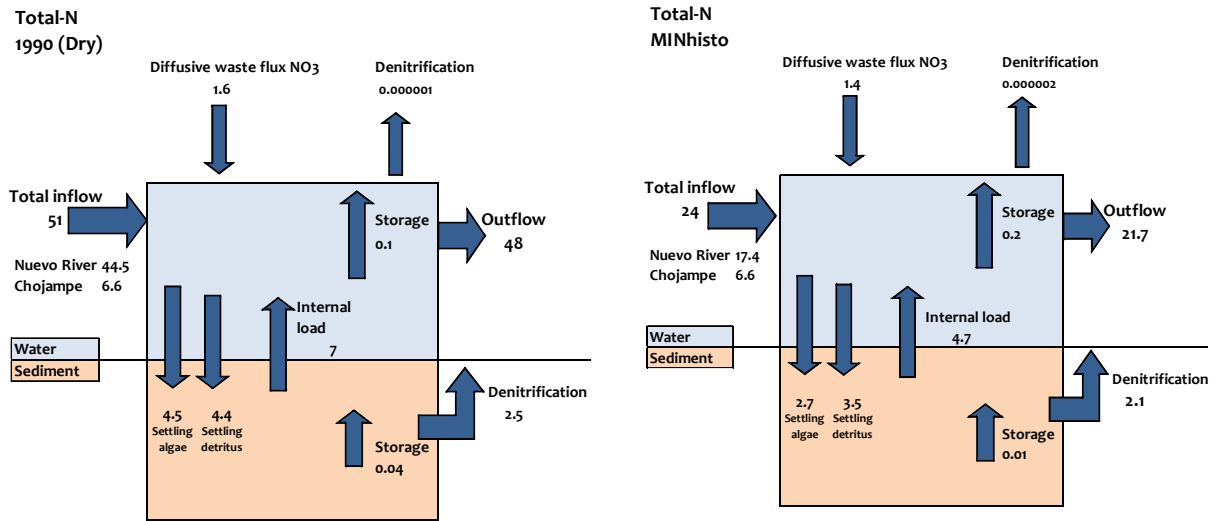 Total-N
1990 (Dry)
Diffusive waste flux NO3
1.6
Denitrification
0.000001
Total inflow
51
Nuevo River 44.5
Chojampe 6.6
Storage
0.1
Outflow
48
Internal
load
7
Water
Sediment
4.5
Settling
algae
4.4
Settling
detritus
Storage
0.04
Denitrification
2.5
Total-N
MINhisto
Diffusive waste flux NO3
1.4
Denitrification
0.000002
Total inflow
24
Nuevo River 17.4
Chojampe 6.6
Storage
0.2
Outflow
21.7
Internal load
4.7
Water
Sediment
2.7
Settling
algae
3.5
Settling
detritus
Storage
0.01
Denitrification
2.1